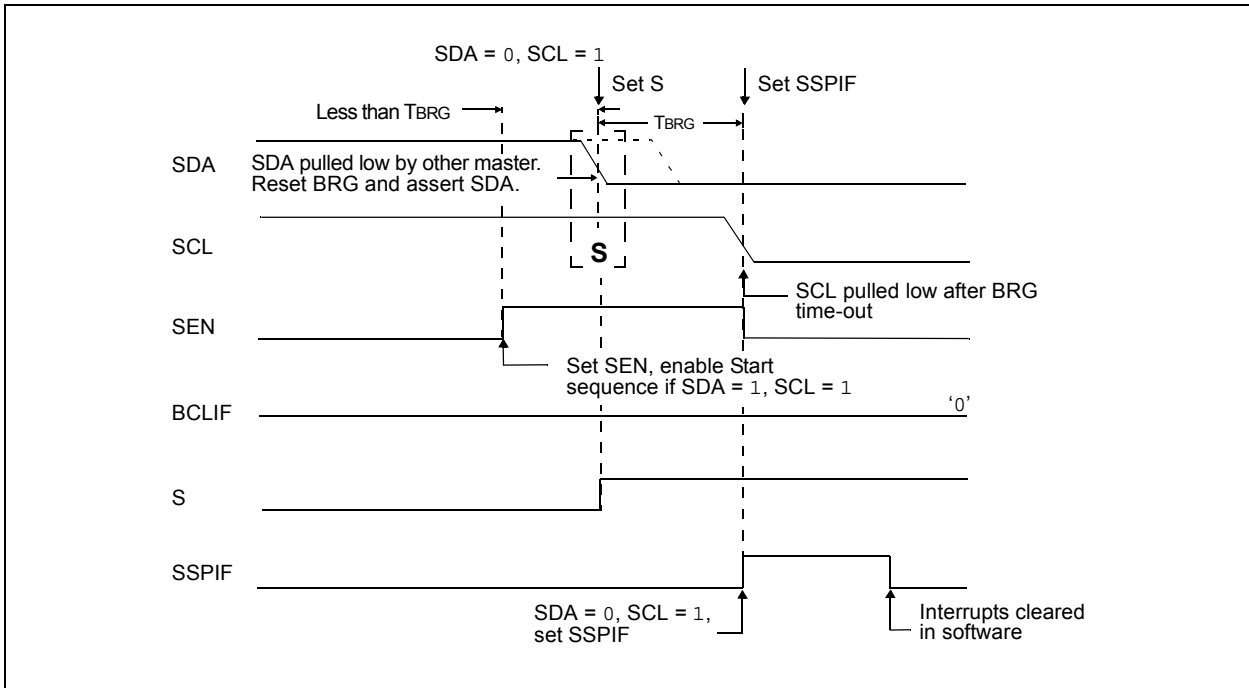 SDA = 0, SCL = 1
Set S
Set SSPIF
Less than TBRG
TBRG
SDA
SDA pulled low by other master.
Reset BRG and assert SDA.
SCL
S
SCL pulled low after BRG
time-out
SEN
Set SEN, enable Start
sequence if SDA = 1, SCL = 1
BCLIF
‘0’
S
SSPIF
SDA = 0, SCL = 1,
set SSPIF
Interrupts cleared
in software